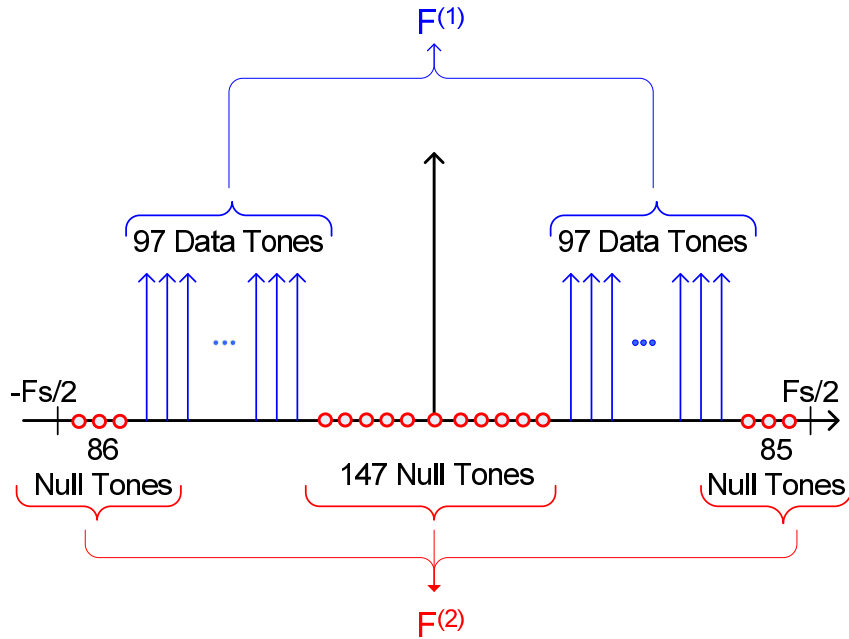 F(1)
97 Data Tones
97 Data Tones
...
...
-Fs/2
Fs/2
86
85
Null Tones
147 Null Tones
Null Tones
F(2)